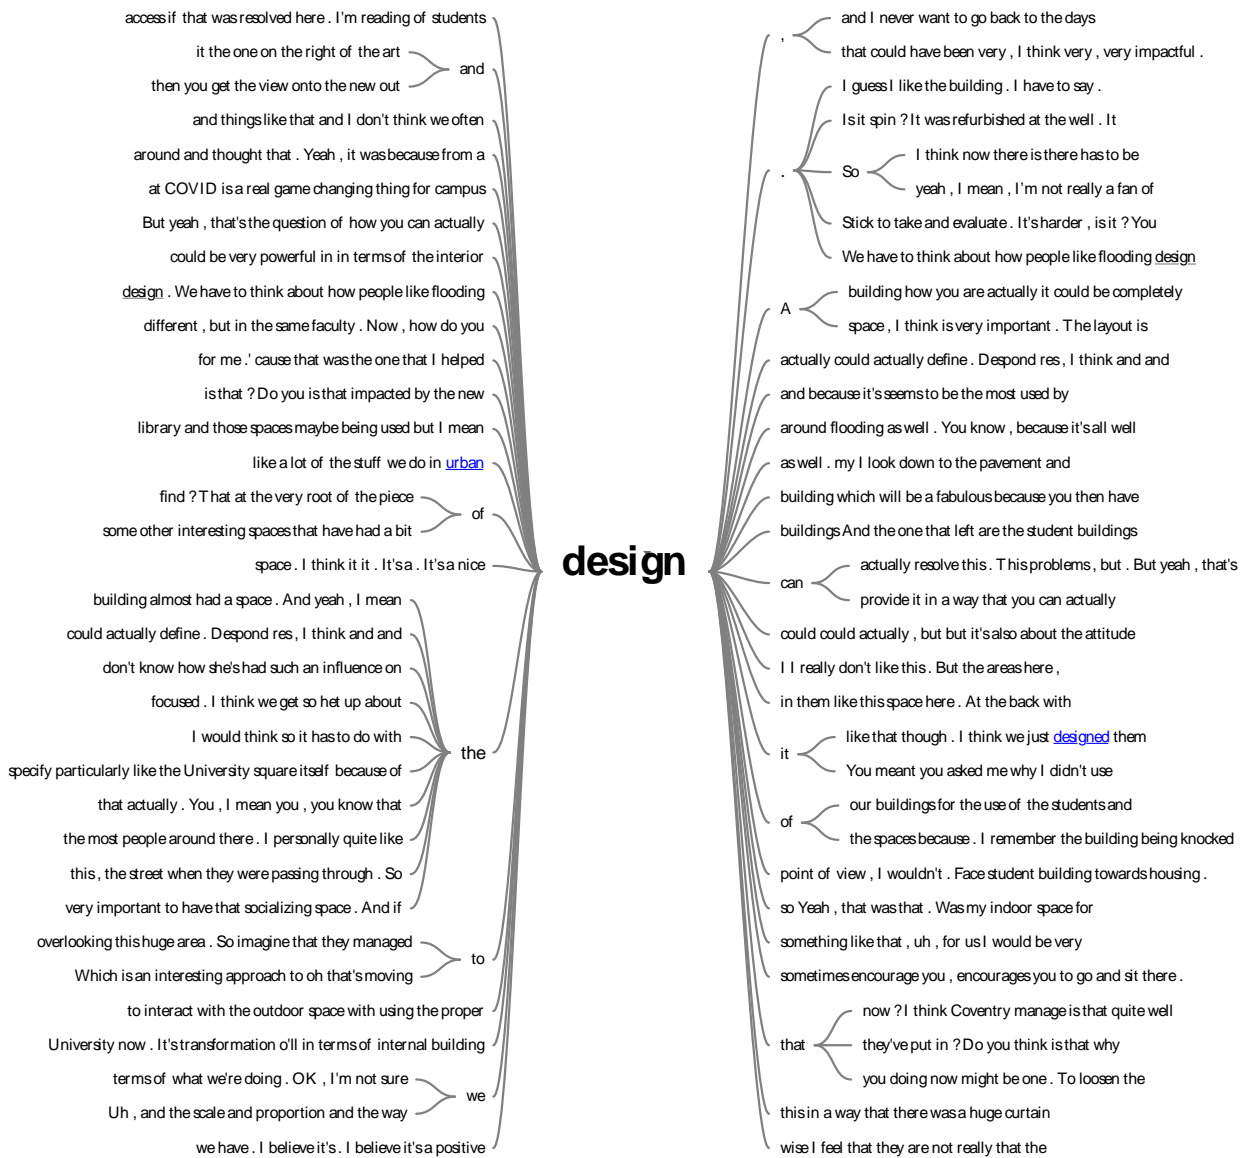 access if that was resolved here . I'm reading of students
it the one on the right of the art
and
then you get the view onto the new out
and things like that and I don't think we often
around and thought that . Yeah , it was because from a
at COVID is a real game changing thing for campus
But yeah , that's the question of how you can actually
could be very powerful in in terms of the interior
design . We have to think about how people like flooding
different , but in the same faculty . Now , how do you
for me .' cause that was the one that I helped
is that ? Do you is that impacted by the new
library and those spaces maybe being used but I mean
like a lot of the stuff we do in urban
find ? That at the very root of the piece
of
some other interesting spaces that have had a bit
space . I think it it . It's a . It's a nice
building almost had a space . And yeah , I mean
could actually define . Despond res , I think and and
don't know how she's had such an influence on
focused . I think we get so het up about
I would think so it has to do with
the
specify particularly like the University square itself because of
that actually . You , I mean you , you know that
the most people around there . I personally quite like
this , the street when they were passing through . So
very important to have that socializing space . And if
overlooking this huge area . So imagine that they managed
to
Which is an interesting approach to oh that's moving
to interact with the outdoor space with using the proper
University now . It's transformation o'll in terms of internal building
terms of what we're doing . OK , I'm not sure
we
Uh , and the scale and proportion and the way
we have . I believe it's . I believe it's a positive
design
,
and I never want to go back to the days
that could have been very , I think very , very impactful .
.
I guess I like the building . I have to say .
Is it spin ? It was refurbished at the well . It
So
I think now there is there has to be
yeah , I mean , I'm not really a fan of
Stick to take and evaluate . It's harder , is it ? You
We have to think about how people like flooding design
A
building how you are actually it could be completely
space , I think is very important . The layout is
actually could actually define . Despond res , I think and and
and because it's seems to be the most used by
around flooding as well . You know , because it's all well
as well . my I look down to the pavement and
building which will be a fabulous because you then have
buildings And the one that left are the student buildings
can
actually resolve this . This problems , but . But yeah , that's
provide it in a way that you can actually
could could actually , but but it's also about the attitude
I I really don't like this . But the areas here ,
in them like this space here . At the back with
it
like that though . I think we just designed them
You meant you asked me why I didn't use
of
our buildings for the use of the students and
the spaces because . I remember the building being knocked
point of view , I wouldn't . Face student building towards housing .
so Yeah , that was that . Was my indoor space for
something like that , uh , for us I would be very
sometimes encourage you , encourages you to go and sit there .
that
now ? I think Coventry manage is that quite well
they've put in ? Do you think is that why
you doing now might be one . To loosen the
this in a way that there was a huge curtain
wise I feel that they are not really that the